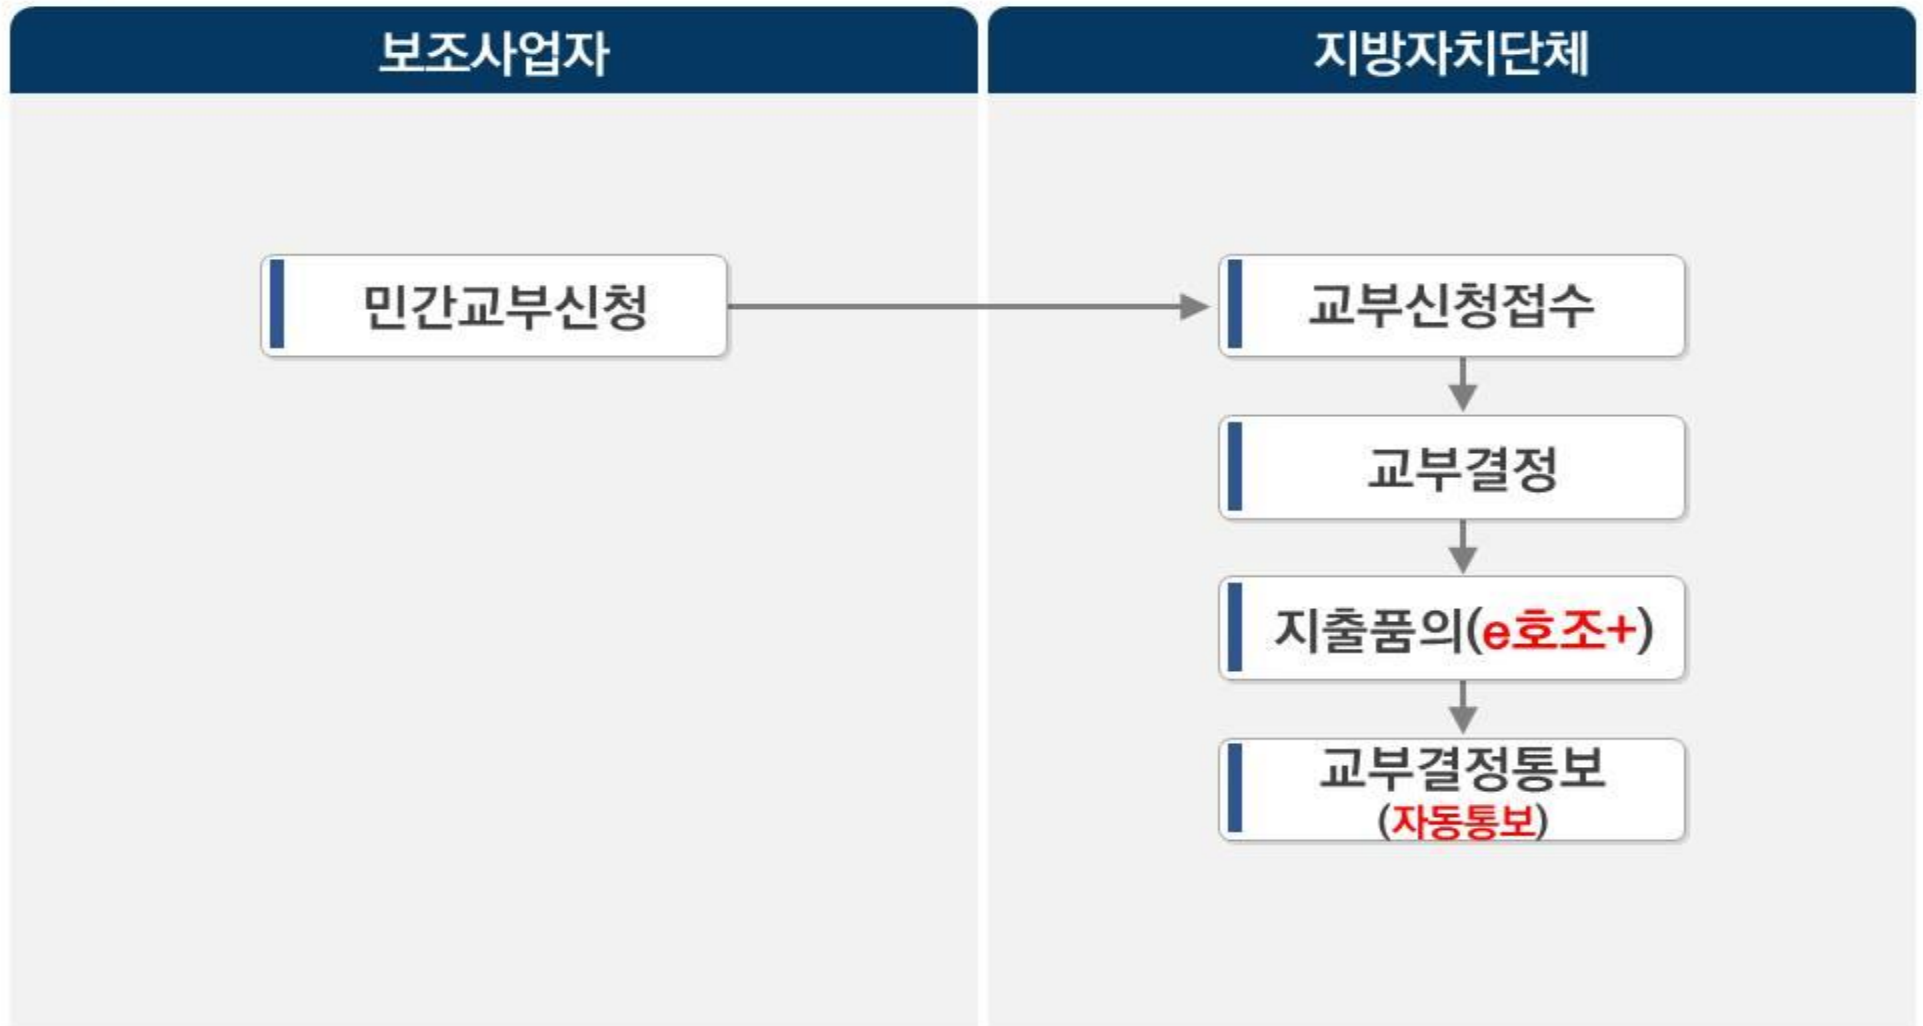 보조사업자
지방자치단체
민간교부신청
교부신청접수
교부결정
지출품의(e호조+)
교부결정통보
(자동통보)